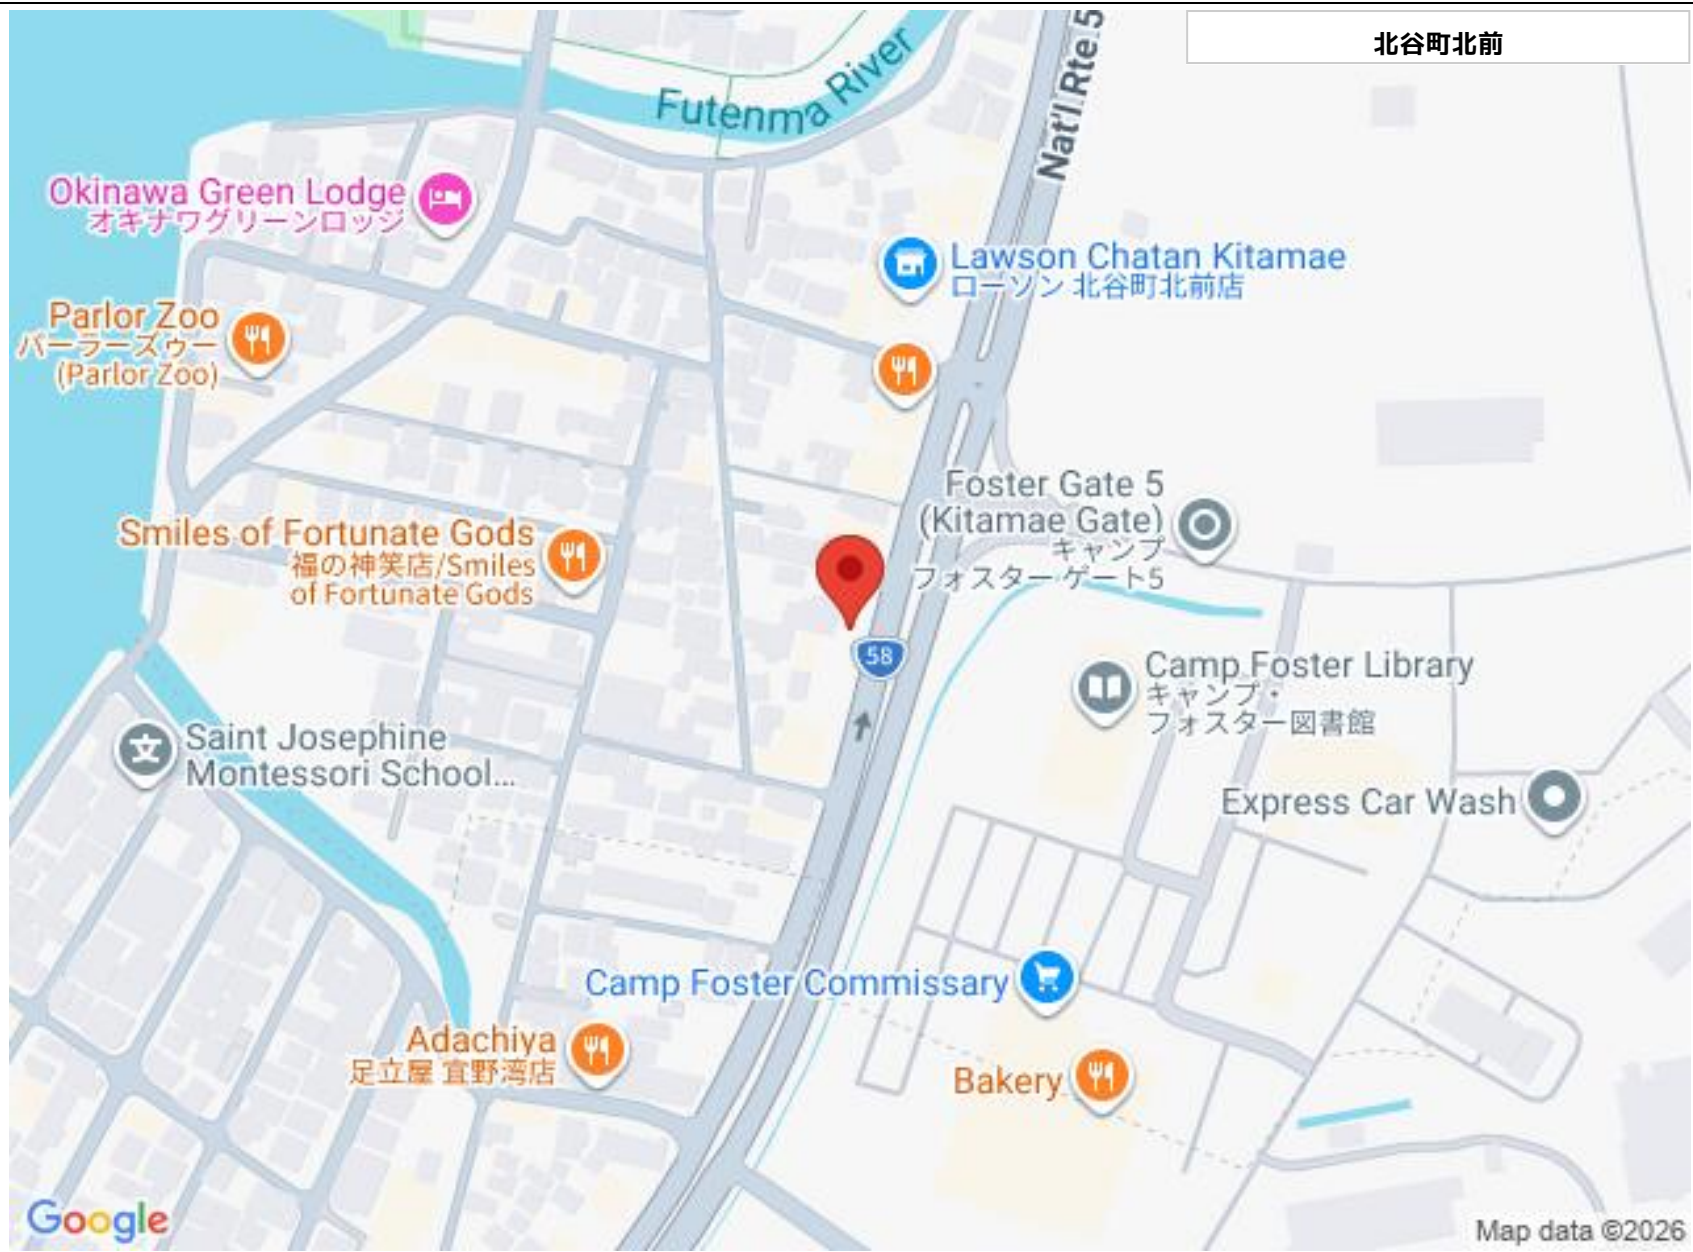 北谷町北前
Nat'l Rte 5
Futenma River
Okinawa Green Lodge
オキナワグリーンロッジ
Lawson Chatan Kitamae
ローソン 北谷町北前店
Parlor Zoo
パーラーズゥー
(Parlor Zoo)
Foster Gate 5
(Kitamae Gate)
キャンプ
フォスター ゲート5
Smiles of Fortunate Gods
福の神笑店/Smiles
of Fortunate Gods
58
Camp Foster Library
キャンプ・
フォスター図書館
Saint Josephine
Montessori School...
Express Car Wash
Camp Foster Commissary
Adachiya
足立屋 宜野湾店
Bakery
Google
Map data ©2026